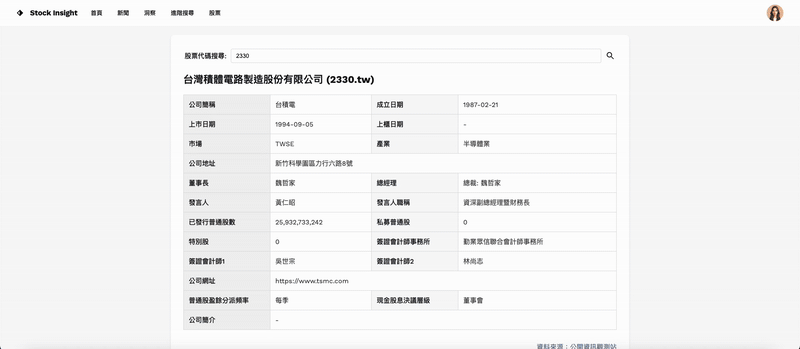 Stock Insight 首頁 新聞 洞察 進階搜尋 股票
股票代碼搜尋: 2330
台灣積體電路製造股份有限公司 (2330.tw)
公司簡稱 台積電 成立日期 1987-02-21
上市日期 1994-09-05 上櫃日期 -
市場 TWSE 產業 半導體業
公司地址 新竹科學園區力行六路8號
董事長 魏哲家 總經理 總裁: 魏哲家
發言人 黃仁昭 發言人職稱 資深副總經理暨財務長
已發行普通股數 25,932,733,242 私募普通股 0
特別股 0 簽證會計師事務所 勤業眾信聯合會計師事務所
簽證會計師1 吳世宗 簽證會計師2 林尚志
公司網址 https://www.tsmc.com
普通股盈餘分派頻率 每季 現金股息決議層級 董事會
公司簡介 -
資料來源：公開資訊觀測站